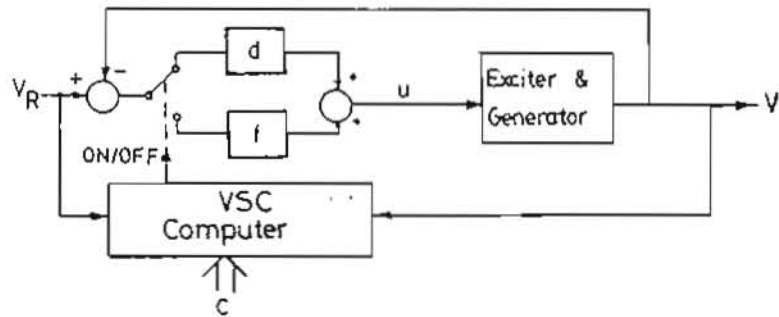 d
V_R
+
−
f
+
+
u
Exciter &
Generator
V
ON/OFF
VSC
Computer
C